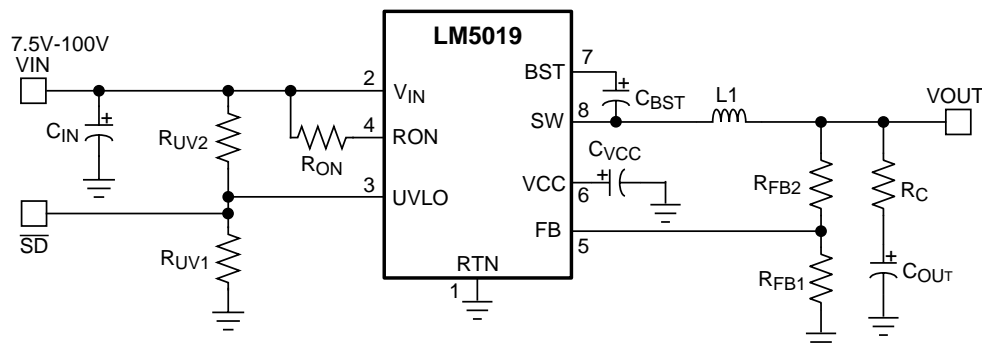 LM5019
7.5V-100V
VIN
7
BST
2
VIN
CBST
8
L1
VOUT
SW
CIN
RUV2
4
RON
RON
CVCC
3
UVLO
VCC
6
RFB2
RC
SD
FB
5
RUV1
RTN
1
RFB1
COUT
+
+
+
+